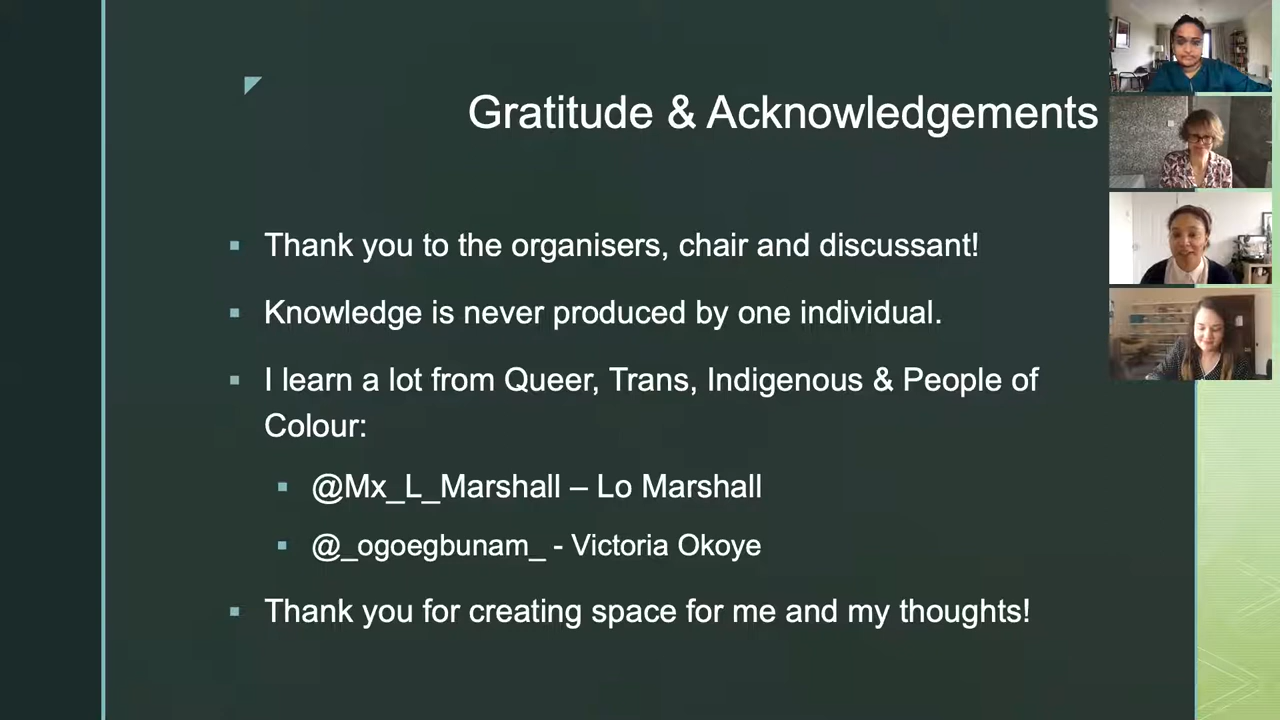 Gratitude & Acknowledgements
Thank you to the organisers, chair and discussant!
Knowledge is never produced by one individual.
I learn a lot from Queer, Trans, Indigenous & People of
Colour:
@Mx_L_Marshall – Lo Marshall
@_ogoegbunam_ - Victoria Okoye
Thank you for creating space for me and my thoughts!